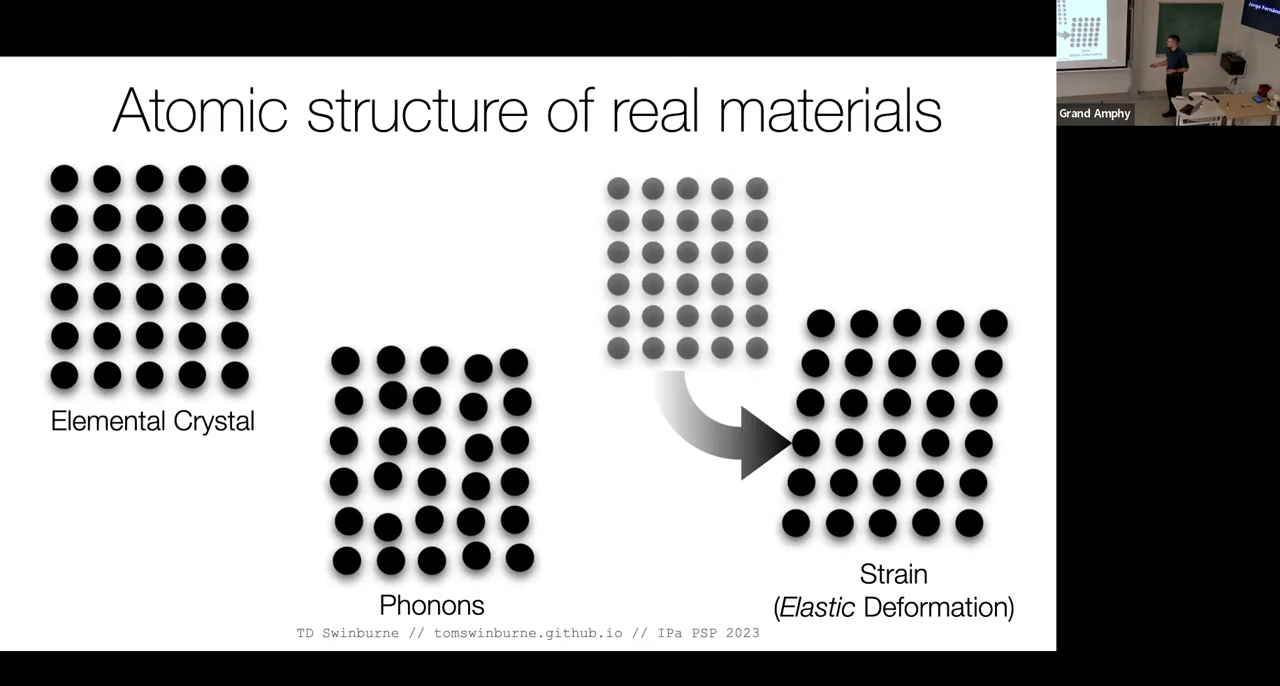 Atomic structure of real materials
Elemental Crystal
Phonons
Strain
(Elastic Deformation)
TD Swinburne // tomswinburne.github.io // IPa PSP 2023
Grand Amphy